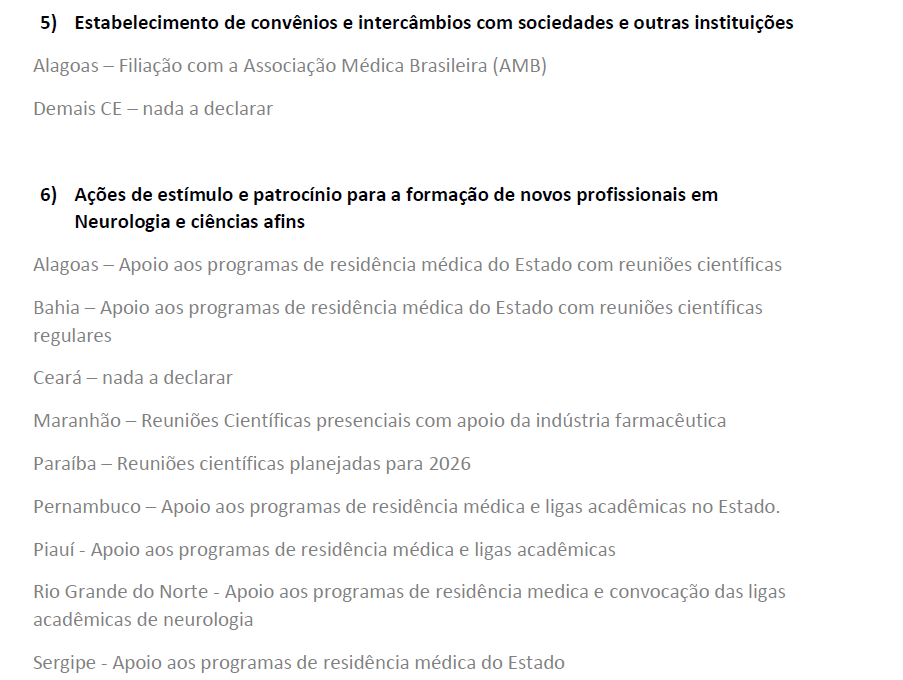 5) Estabelecimento de convênios e intercâmbios com sociedades e outras instituições
Alagoas – Filiação com a Associação Médica Brasileira (AMB)
Demais CE – nada a declarar
6) Ações de estímulo e patrocínio para a formação de novos profissionais em
Neurologia e ciências afins
Alagoas – Apoio aos programas de residência médica do Estado com reuniões científicas
Bahia – Apoio aos programas de residência médica do Estado com reuniões científicas
regulares
Ceará – nada a declarar
Maranhão – Reuniões Científicas presenciais com apoio da indústria farmacêutica
Paraíba – Reuniões científicas planejadas para 2026
Pernambuco – Apoio aos programas de residência médica e ligas acadêmicas no Estado.
Piauí - Apoio aos programas de residência médica e ligas acadêmicas
Rio Grande do Norte - Apoio aos programas de residência medica e convocação das ligas
acadêmicas de neurologia
Sergipe - Apoio aos programas de residência médica do Estado